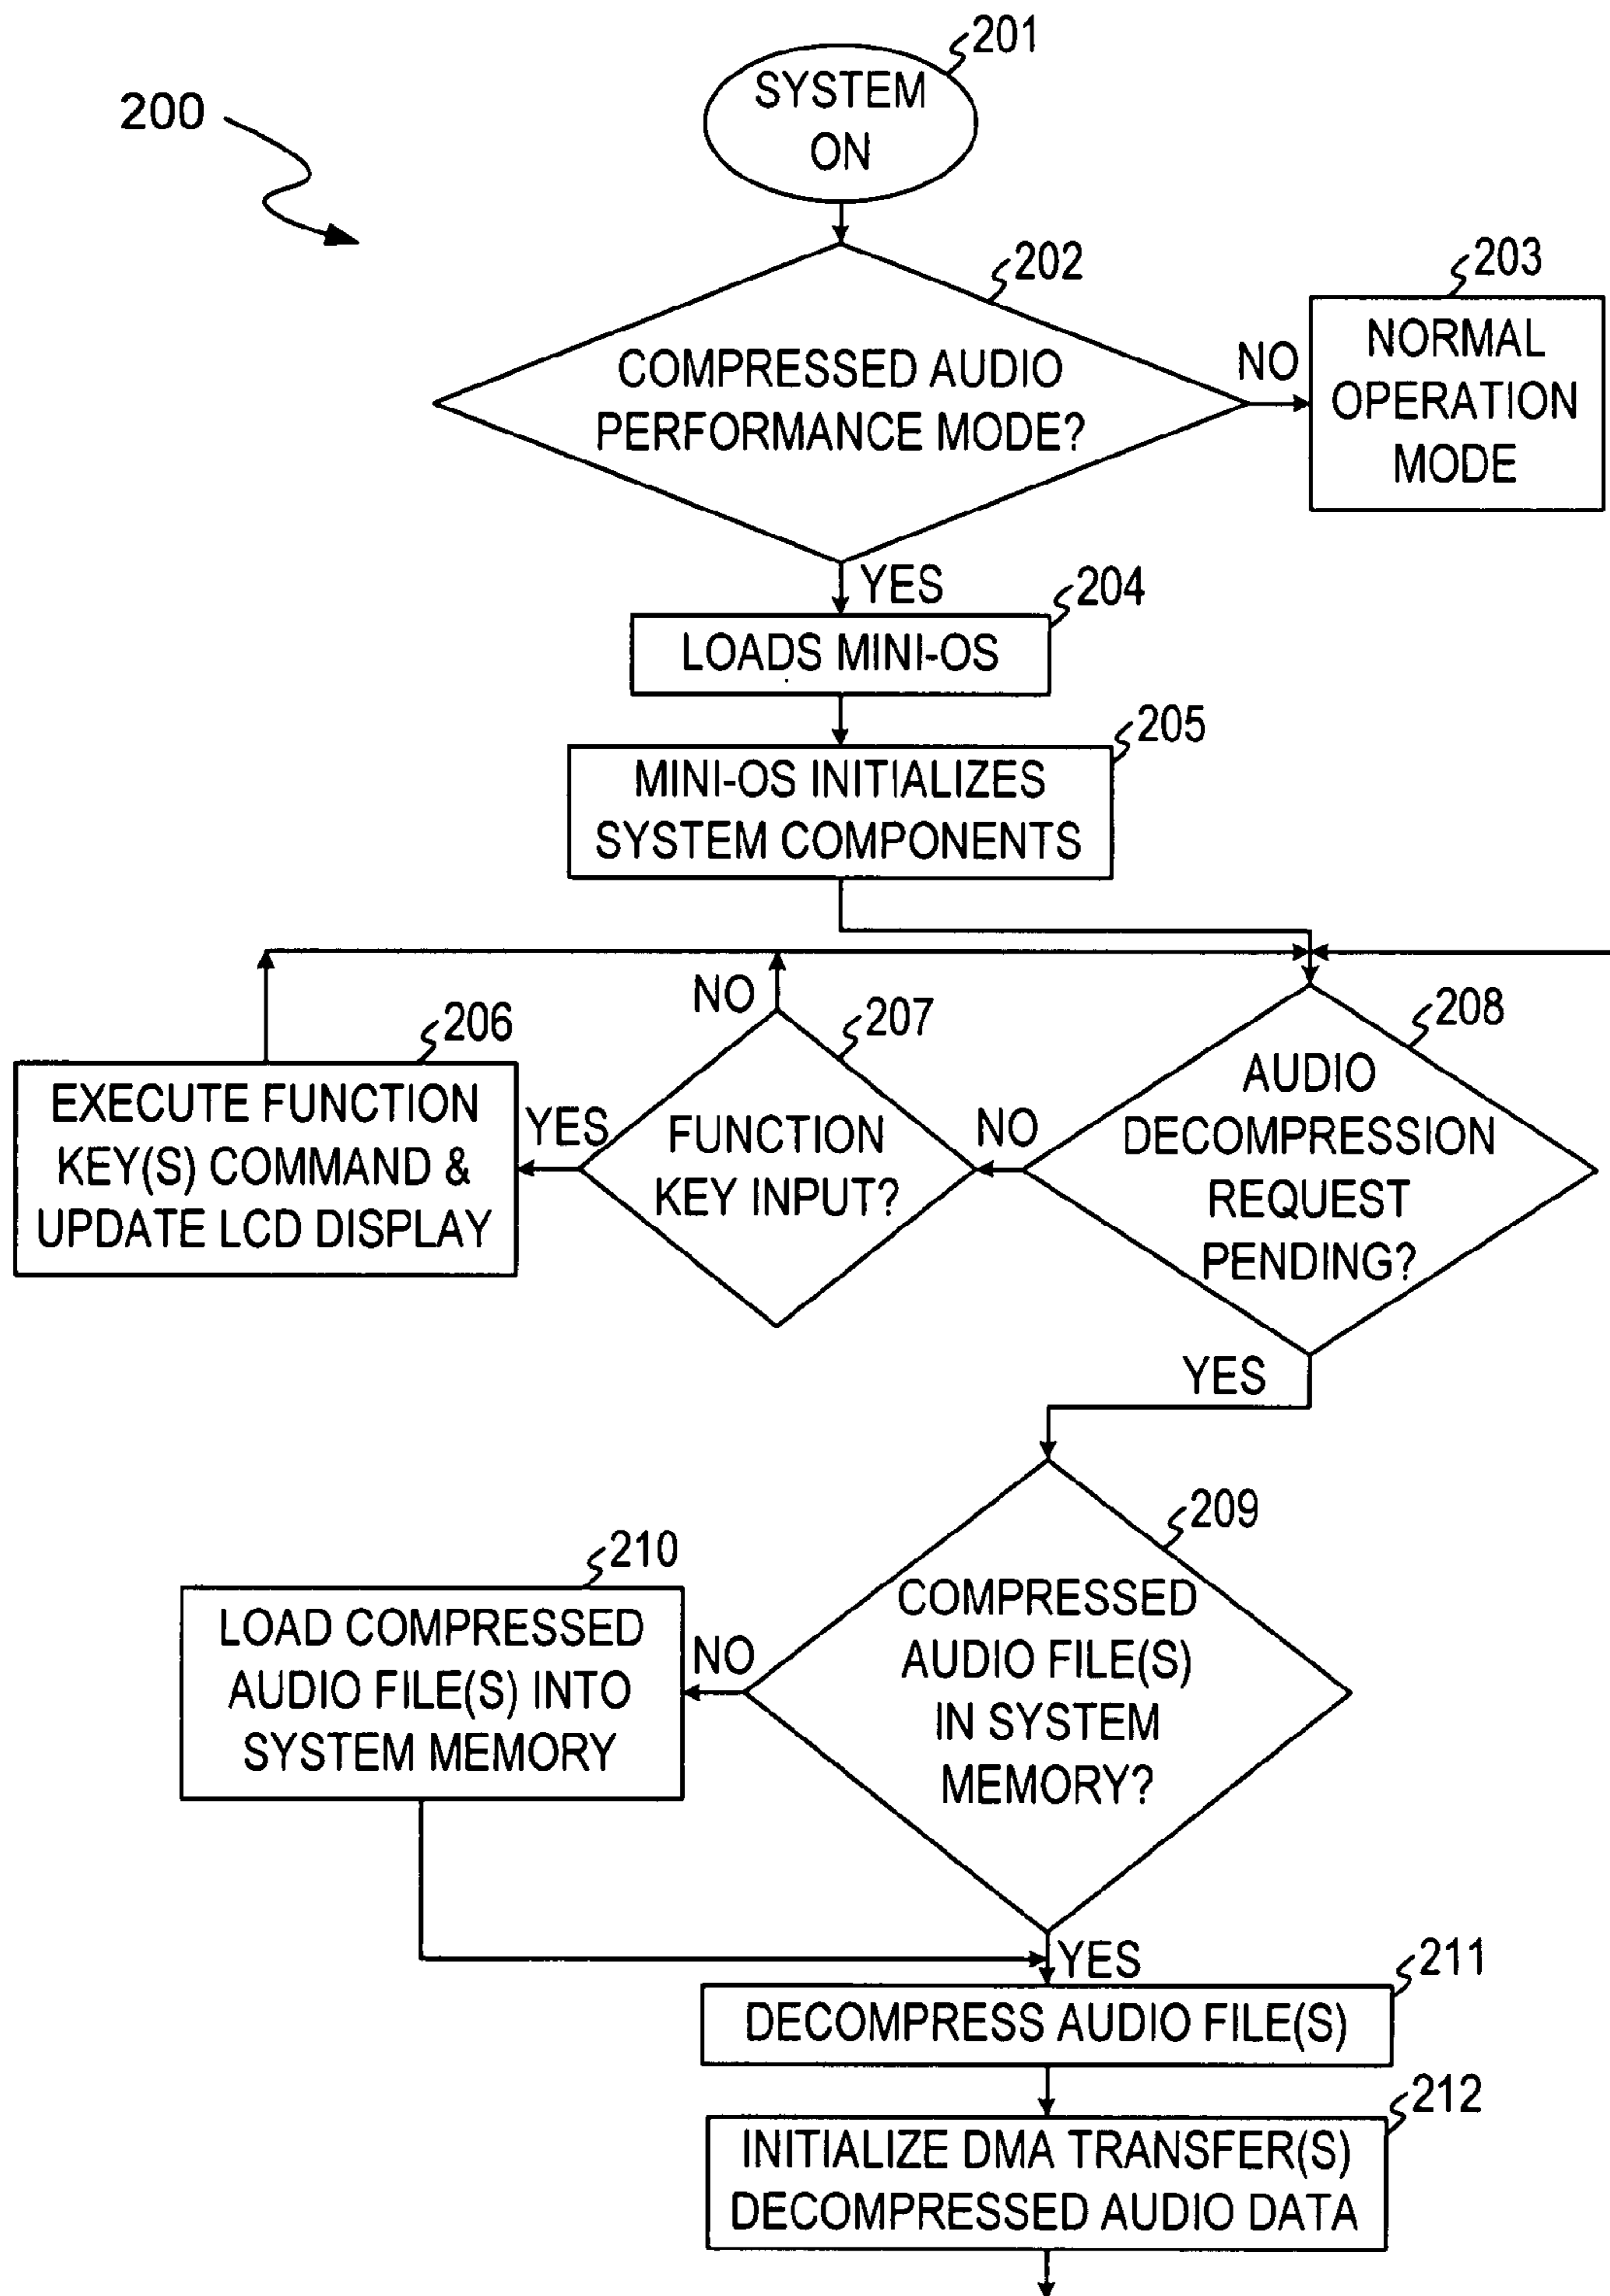 201
SYSTEM
ON
200
202
COMPRESSED AUDIO
PERFORMANCE MODE?
NO
203
NORMAL
OPERATION
MODE
YES
204
LOADS MINI-OS
205
MINI-OS INITIALIZES
SYSTEM COMPONENTS
206
EXECUTE FUNCTION
KEY(S) COMMAND &
UPDATE LCD DISPLAY
YES
NO
207
FUNCTION
KEY INPUT?
NO
208
AUDIO
DECOMPRESSION
REQUEST
PENDING?
YES
209
COMPRESSED
AUDIO FILE(S)
IN SYSTEM
MEMORY?
NO
210
LOAD COMPRESSED
AUDIO FILE(S) INTO
SYSTEM MEMORY
YES
211
DECOMPRESS AUDIO FILE(S)
212
INITIALIZE DMA TRANSFER(S)
DECOMPRESSED AUDIO DATA